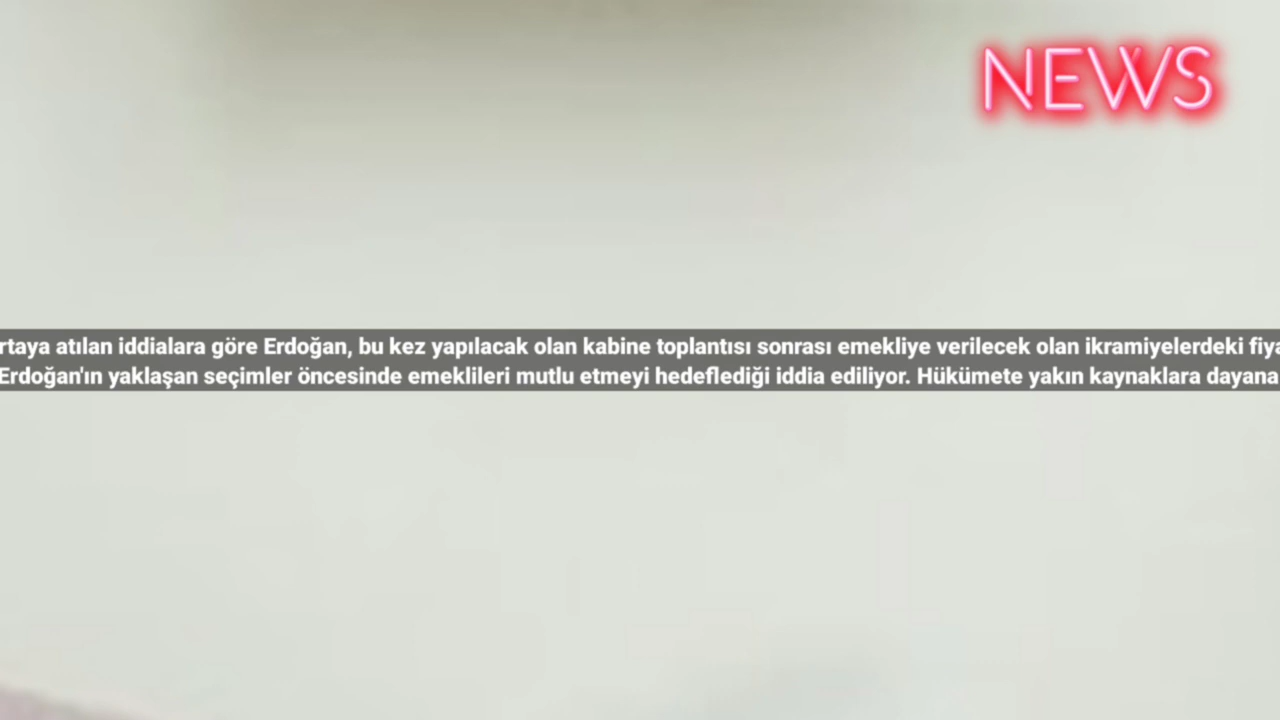 NEWS
atılan iddialara göre Erdoğan, bu kez yapılacak olan kabine toplantısı sonrası emekliye verilecek olan ikramiyelerdeki
Erdoğan'ın yaklaşan seçimler öncesinde emeklileri mutlu etmeyi hedeflediği iddia ediliyor. Hükümete yakın kaynaklara